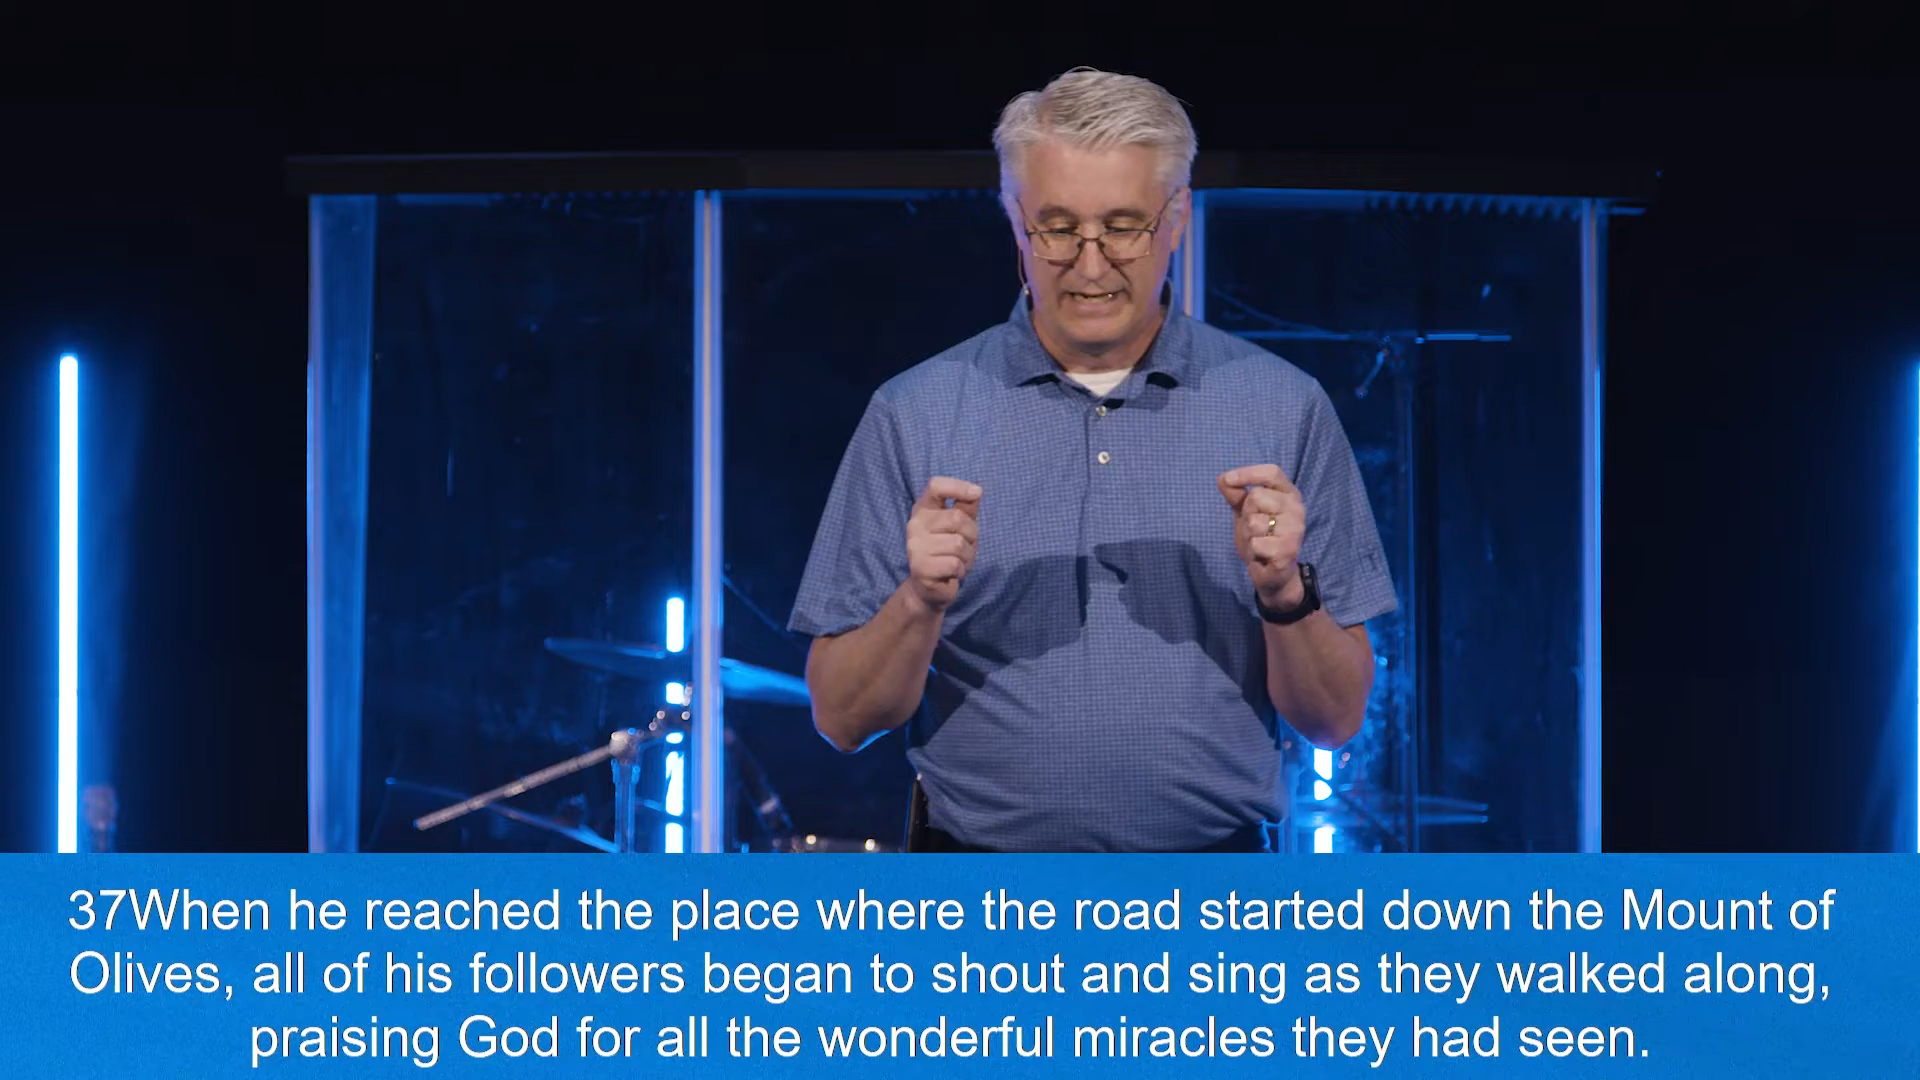 37When he reached the place where the road started down the Mount of
Olives, all of his followers began to shout and sing as they walked along,
praising God for all the wonderful miracles they had seen.